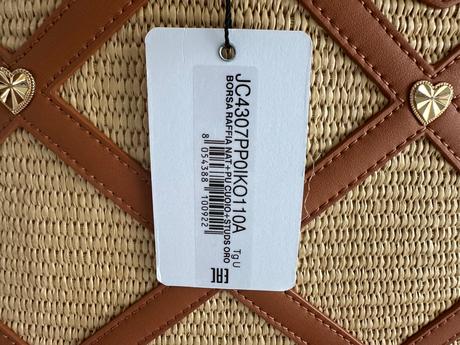 JC4307PP0IKO110A
BORSA RAFFIA NAT+PU CUOIO+STUDS ORO
Tg U
8 054388 100922
EAC